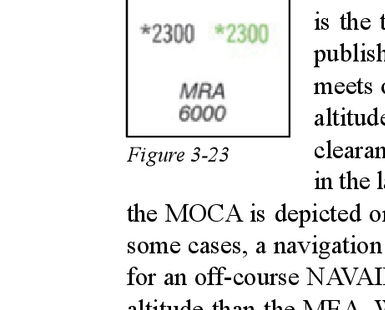 *2300 *2300
MRA
6000
Figure 3-23
is the
publish
meets
altitude
clearan
in the
the MOCA is depicted
some cases, a navigation
for an off-course NAVAI
altitude than the MEA.